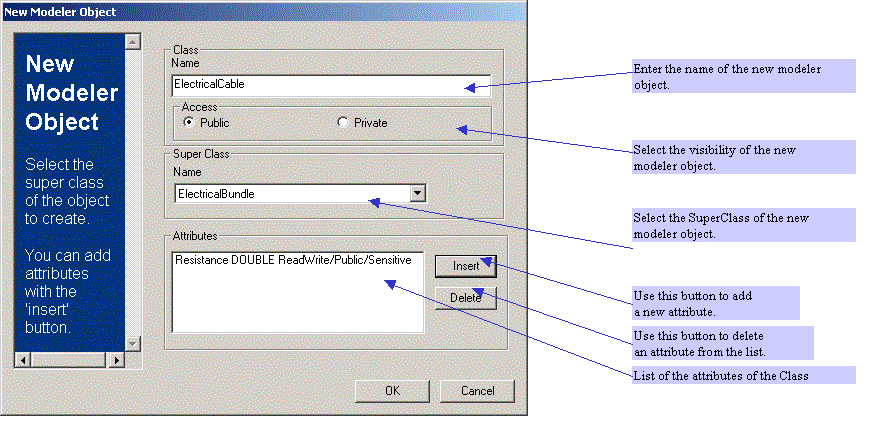 New Modeler Object
New
Modeler
Object
Select the
super class
of the object
to create.
You can add
attributes
with the
'insert'
button.
Class
Name
ElectricalCable
Access
Public
Private
Super Class
Name
ElectricalBundle
Attributes
Resistance DOUBLE ReadWrite/Public/Sensitive
Insert
Delete
OK
Cancel
Enter the name of the new modeler
object.
Select the visibility of the new
modeler object.
Select the SuperClass of the new
modeler object.
Use this button to add
a new attribute.
Use this button to delete
an attribute from the list.
List of the attributes of the Class